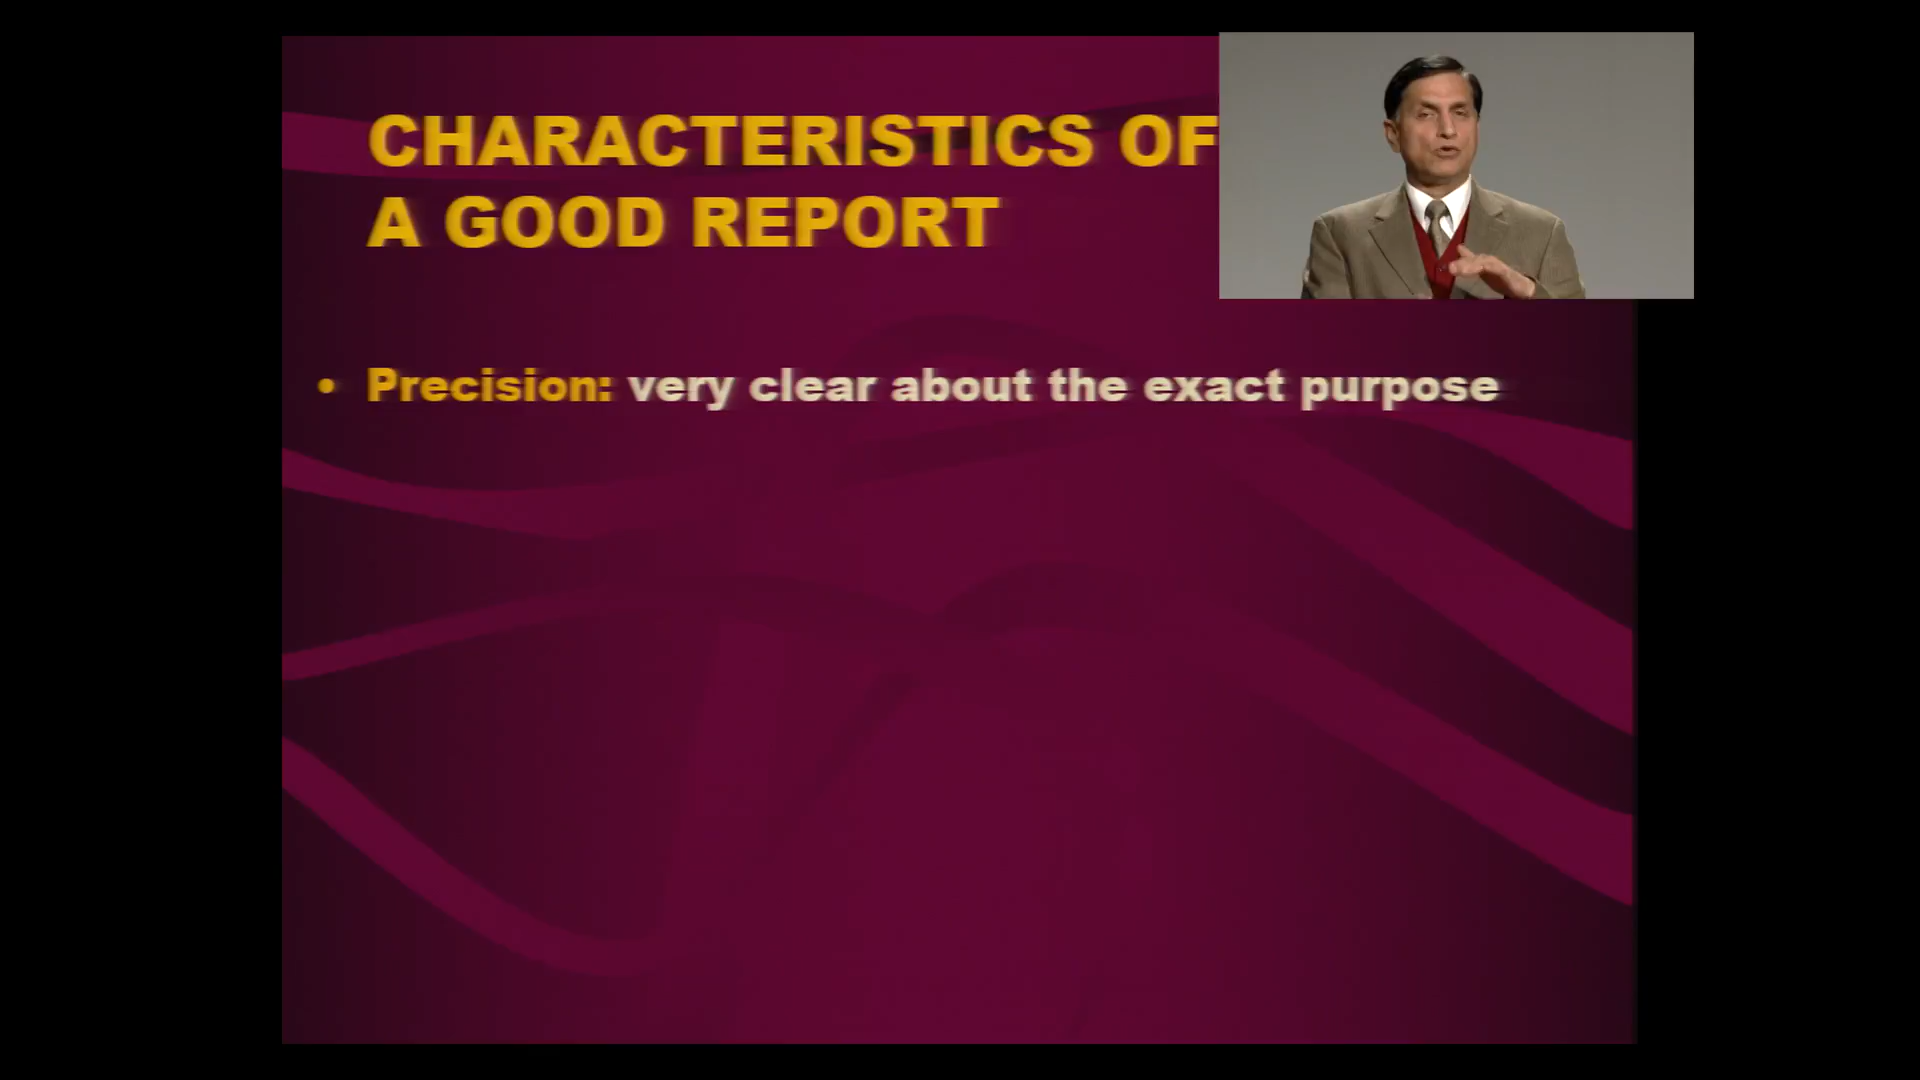 CHARACTERISTICS OF
A GOOD REPORT
• Precision: very clear about the exact purpose